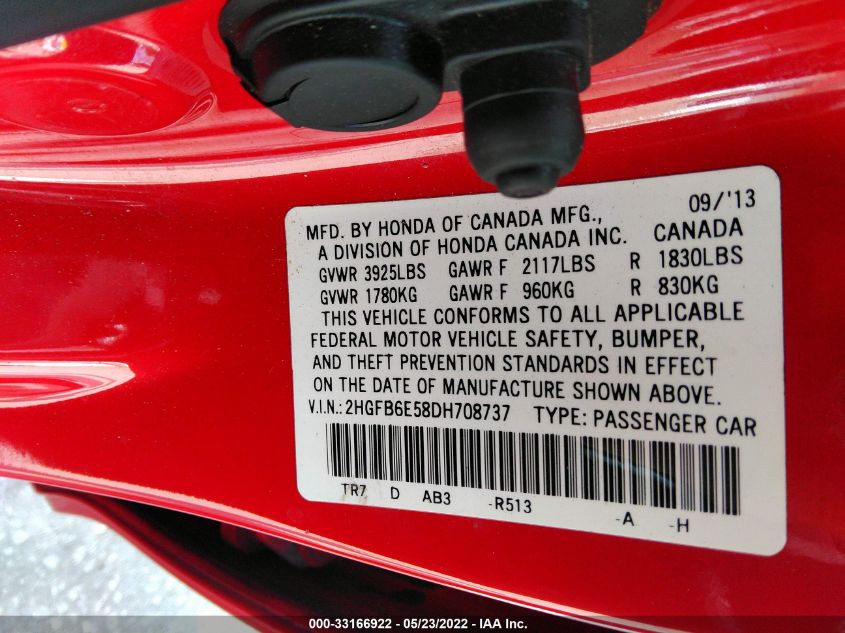 09/'13
MFD. BY HONDA OF CANADA MFG.,
A DIVISION OF HONDA CANADA INC. CANADA
GVWR 3925LBS GAWR F 2117LBS R 1830LBS
GVWR 1780KG GAWR F 960KG R 830KG
THIS VEHICLE CONFORMS TO ALL APPLICABLE
FEDERAL MOTOR VEHICLE SAFETY, BUMPER,
AND THEFT PREVENTION STANDARDS IN EFFECT
ON THE DATE OF MANUFACTURE SHOWN ABOVE.
V.I.N.: 2HGFB6E58DH708737 TYPE: PASSENGER CAR
TR7 D AB3 -R513 -A -H
000-33166922 - 05/23/2022 - IAA Inc.